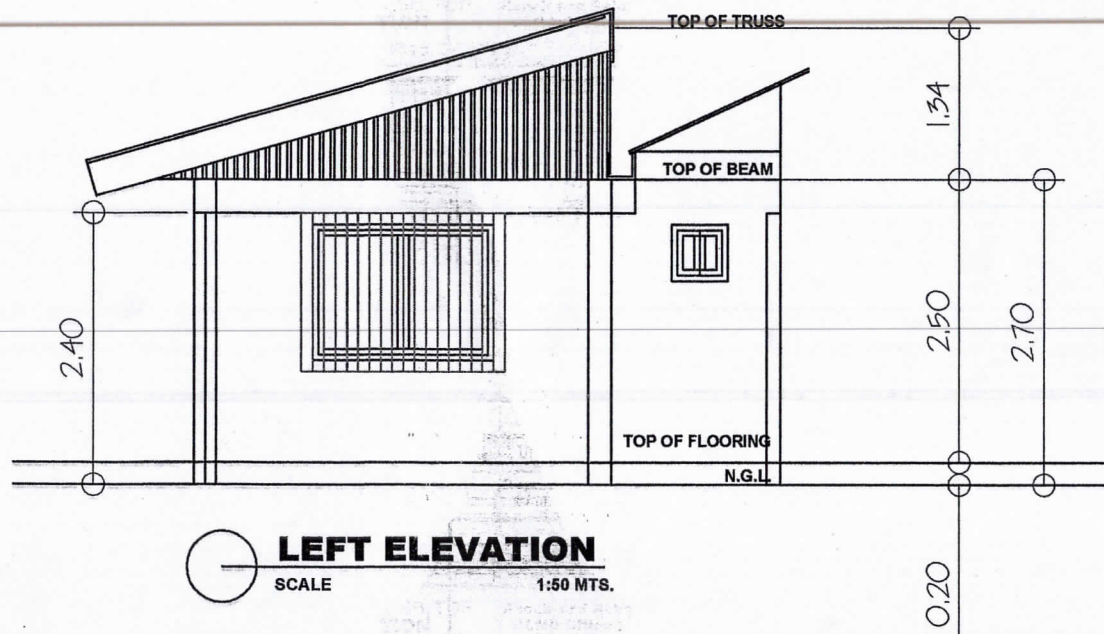 TOP OF TRUSS
1.34
TOP OF BEAM
2.40
2.50
2.70
TOP OF FLOORING
N.G.L.
LEFT ELEVATION
SCALE 1:50 MTS.
0.20